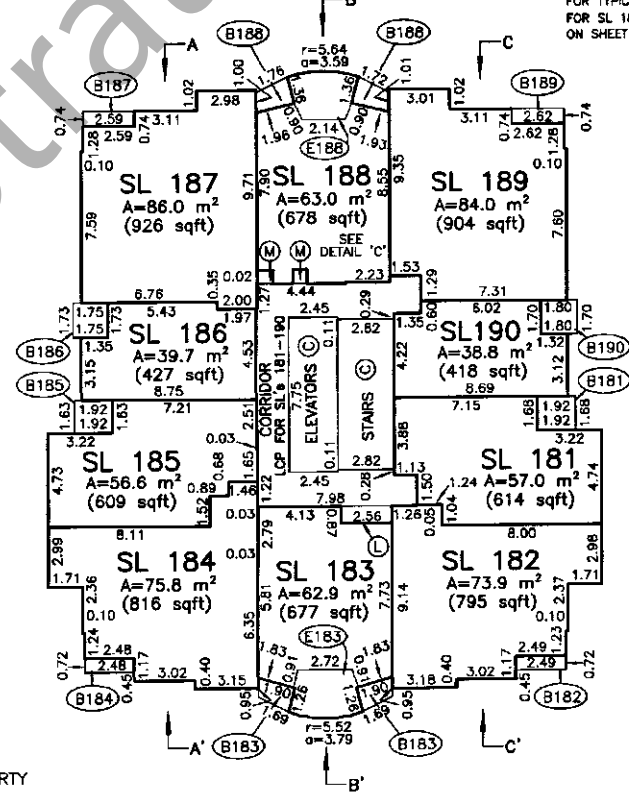 FOR SL 18
ON SHEET
B
A
C
B188
B188
r=5.64
a=3.59
B187
B189
1.00
1.76
1.36
1.36
1.72
1.01
1.02
2.98
3.01
1.02
0.74
2.59
2.59
0.74
3.11
1.96
0.90
2.14
0.90
1.93
3.11
0.74
2.62
2.62
0.74
1.28
0.10
E188
1.28
0.10
SL 187
A=86.0 m²
(926 sqft)
SL 188
A=63.0 m²
(678 sqft)
SL 189
A=84.0 m²
(904 sqft)
7.59
9.71
7.90
8.55
9.35
7.60
SEE
DETAIL 'C'
M
M
0.35
0.02
2.23
1.53
1.29
6.76
2.00
1.27
4.44
7.31
1.73
1.75
1.75
1.73
5.43
1.97
2.45
0.29
1.35
0.60
6.02
1.70
1.80
1.80
1.70
B186
1.35
SL 186
A=39.7 m²
(427 sqft)
0.11
2.82
SL190
A=38.8 m²
(418 sqft)
1.32
B190
3.15
4.53
4.22
3.12
CORRIDOR
LCP FOR SL's 181-190
7.75
ELEVATORS
C
STAIRS
C
B185
8.75
8.69
B181
1.63
1.92
1.92
1.63
7.21
2.51
7.15
1.68
1.92
1.92
1.68
3.22
0.03
3.88
3.22
4.73
SL 185
A=56.6 m²
(609 sqft)
0.68
1.65
0.11
2.82
1.13
SL 181
A=57.0 m²
(614 sqft)
4.74
0.89
1.46
1.22
2.45
0.28
1.50
1.24
1.52
0.03
7.98
1.26
0.05
1.04
8.11
4.13
0.87
2.56
8.00
2.99
SL 184
A=75.8 m²
(816 sqft)
0.03
2.79
L
SL 182
A=73.9 m²
(795 sqft)
2.98
1.71
2.36
SL 183
A=62.9 m²
(677 sqft)
2.37
1.71
0.10
6.35
5.81
7.73
9.14
0.10
1.24
E183
1.23
0.72
2.48
2.48
1.17
1.83
0.91
2.72
0.91
1.83
1.17
2.49
2.49
0.72
B184
0.45
3.02
0.40
3.15
1.90
1.26
1.26
1.90
3.18
0.40
3.02
0.45
B182
0.95
1.69
1.69
0.95
r=5.52
a=3.79
B183
B183
A'
C'
B'
RTY